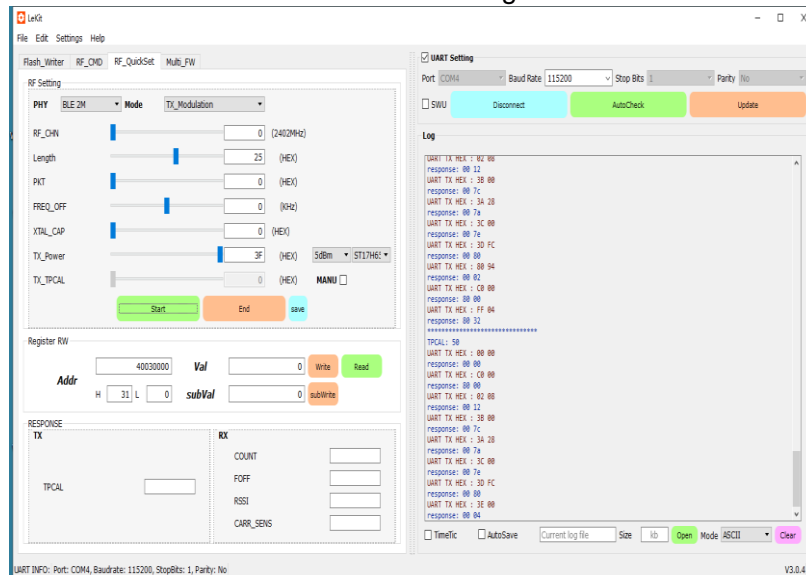 LeKit
File Edit Settings Help
Flash_Writer RF_CMD RF_QuickSet Multi_FW
RF Setting
PHY BLE 2M Mode TX_Modulation
RF_CHN 0 (2402MHz)
Length 25 (HEX)
PKT 0 (HEX)
FREQ_OFF 0 (KHz)
XTAL_CAP 0 (HEX)
TX_Power 3F (HEX) 5dBm
TX_TPCAL 0 (HEX) MANU
Start End save
Register RW
Addr 40030000 Val 0 Write Read
H 31 L 0 subVal 0 subWrite
RESPONSE
TX
TPCAL
RX
COUNT
FOFF
RSSI
CARR_SENS
UART Setting
Port COM4 Baud Rate 115200 Stop Bits 1 Parity No
SWU Disconnect AutoCheck Update
Log
UART TX HEX : 02 08
response: 00 12
UART TX HEX : 3B 00
response: 00 7c
UART TX HEX : 3A 28
response: 00 7a
UART TX HEX : 3C 00
response: 00 7e
UART TX HEX : 3D FC
response: 00 80
UART TX HEX : 80 94
response: 00 02
UART TX HEX : C0 00
response: 80 00
UART TX HEX : FF 04
response: 80 32
******************************
TPCAL: 50
UART TX HEX : 00 00
response: 00 00
UART TX HEX : C0 00
response: 80 00
UART TX HEX : 02 08
response: 00 12
UART TX HEX : 3B 00
response: 00 7c
UART TX HEX : 3A 28
response: 00 7a
UART TX HEX : 3C 00
response: 00 7e
UART TX HEX : 3D FC
response: 00 80
UART TX HEX : 3E 00
response: 00 04
TimeTic AutoSave Current log file Size kb Open Mode ASCII Clear
UART INFO: Port: COM4, Baudrate: 115200, StopBits: 1, Parity: No
V3.0.4